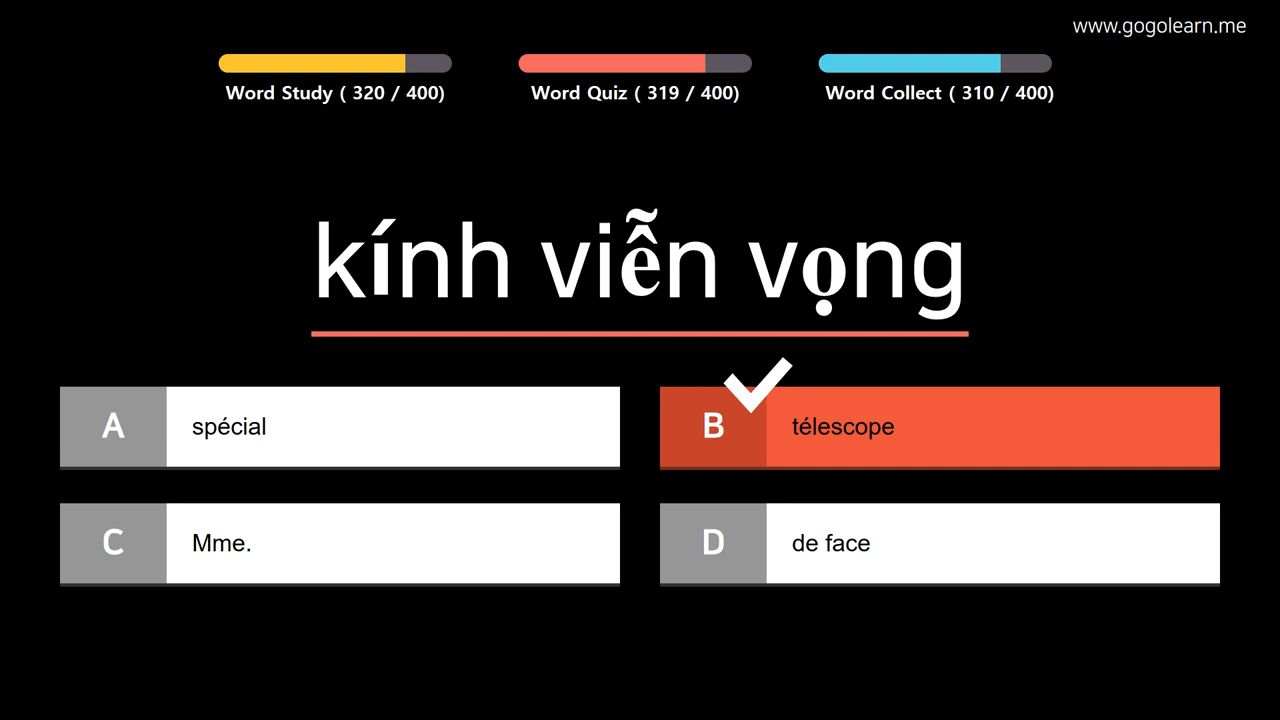 www.gogolearn.me
Word Study ( 320 / 400)
Word Quiz ( 319 / 400)
Word Collect ( 310 / 400)
kính viễn vọng
A spécial
B télescope
C Mme.
D de face